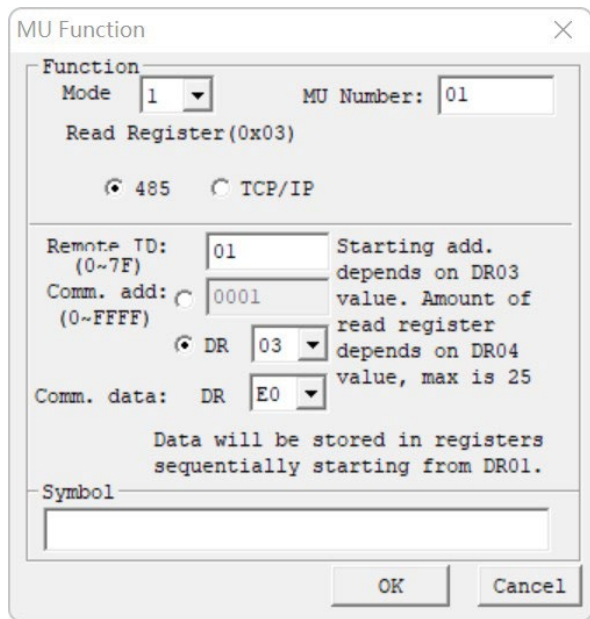 MU Function
Function
Mode 1 MU Number: 01
Read Register(0x03)
485 TCP/IP
Remote ID: 01 Starting add.
(0~7F) depends on DR03
Comm. add: 0001 value. Amount of
(0~FFFF) read register
DR 03 depends on DR04
value, max is 25
Comm. data: DR E0
Data will be stored in registers
sequentially starting from DR01.
Symbol
OK Cancel